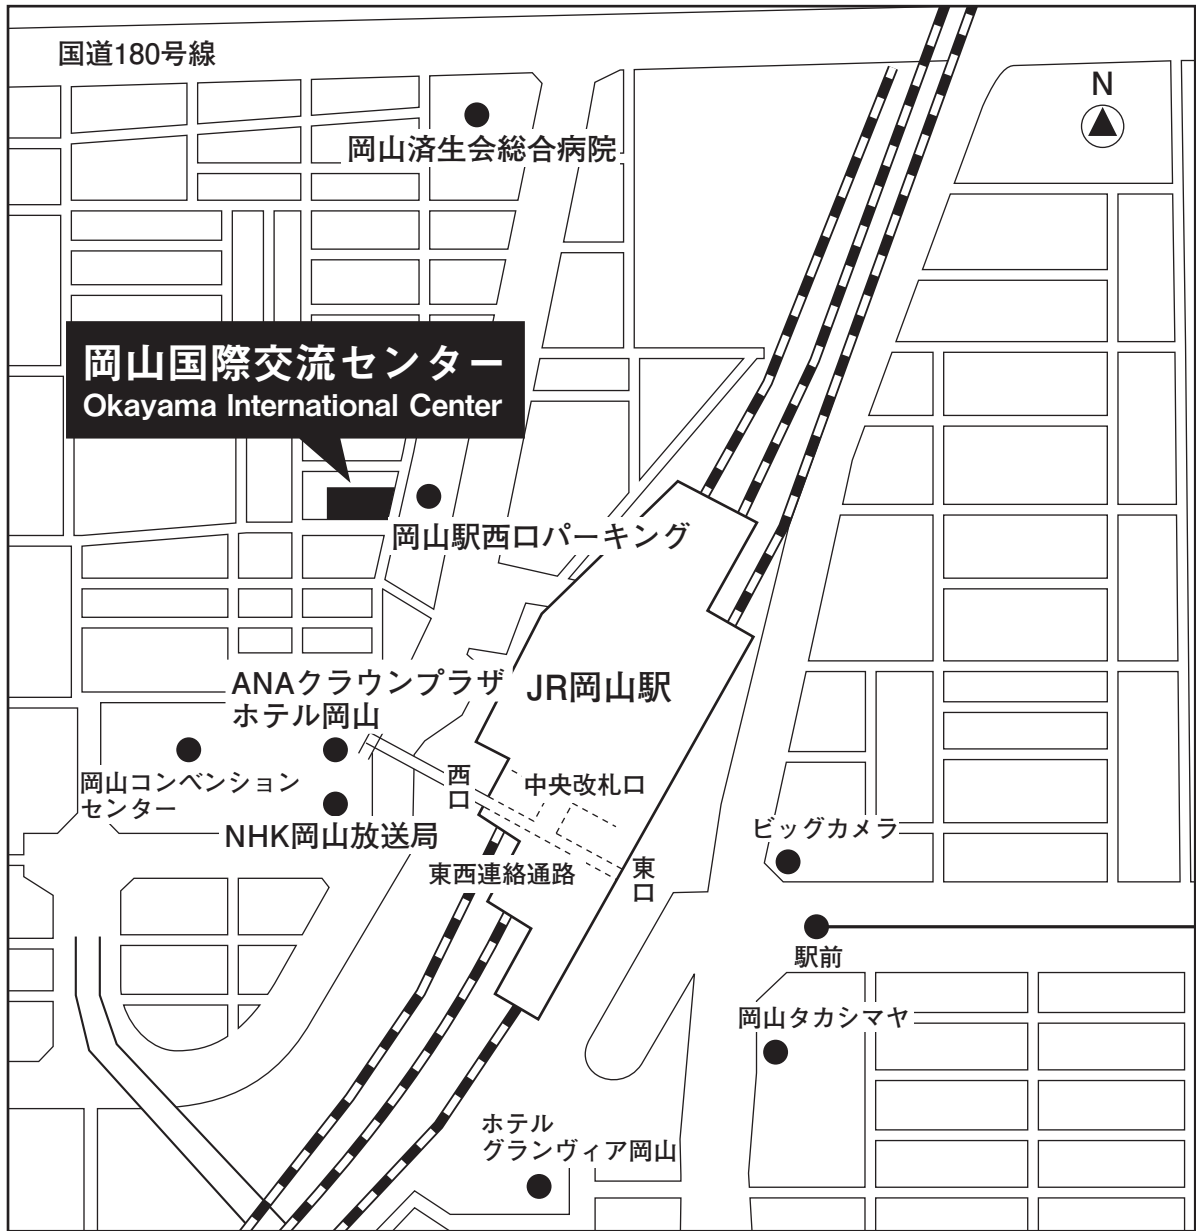 国道180号線
N
岡山済生会総合病院
岡山国際交流センター
Okayama International Center
岡山駅西口パーキング
ANAクラウンプラザ
ホテル岡山
JR岡山駅
岡山コンベンション
センター
西口
中央改札口
NHK岡山放送局
東西連絡通路
東口
ビッグカメラ
駅前
岡山タカシマヤ
ホテル
グランヴィア岡山